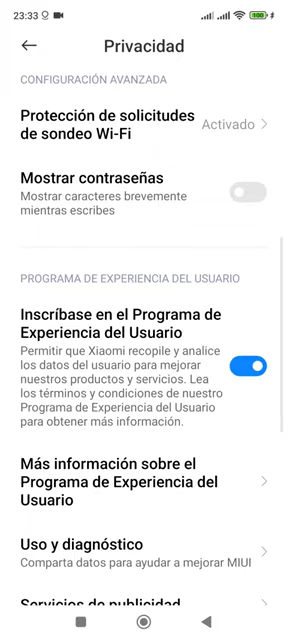 23:33
100
Privacidad
CONFIGURACIÓN AVANZADA
Protección de solicitudes
de sondeo Wi-Fi
Activado
Mostrar contraseñas
Mostrar caracteres brevemente
mientras escribes
PROGRAMA DE EXPERIENCIA DEL USUARIO
Inscríbase en el Programa de
Experiencia del Usuario
Permitir que Xiaomi recopile y analice
los datos del usuario para mejorar
nuestros productos y servicios. Lea
los términos y condiciones de nuestro
Programa de Experiencia del Usuario
para obtener más información.
Más información sobre el
Programa de Experiencia del
Usuario
Uso y diagnóstico
Comparta datos para ayudar a mejorar MIUI
Servicios de publicidad